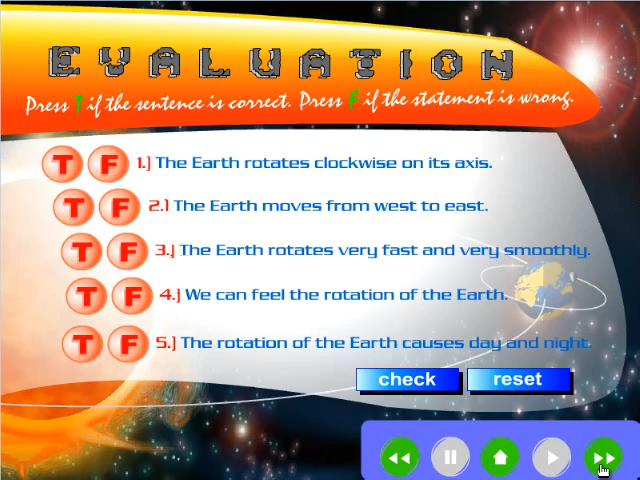 EVALUATION
Press T if the sentence is correct. Press F if the statement is wrong.
T F 1.) The Earth rotates clockwise on its axis.
T F 2.) The Earth moves from west to east.
T F 3.) The Earth rotates very fast and very smoothly.
T F 4.) We can feel the rotation of the Earth.
T F 5.) The rotation of the Earth causes day and night.
check reset